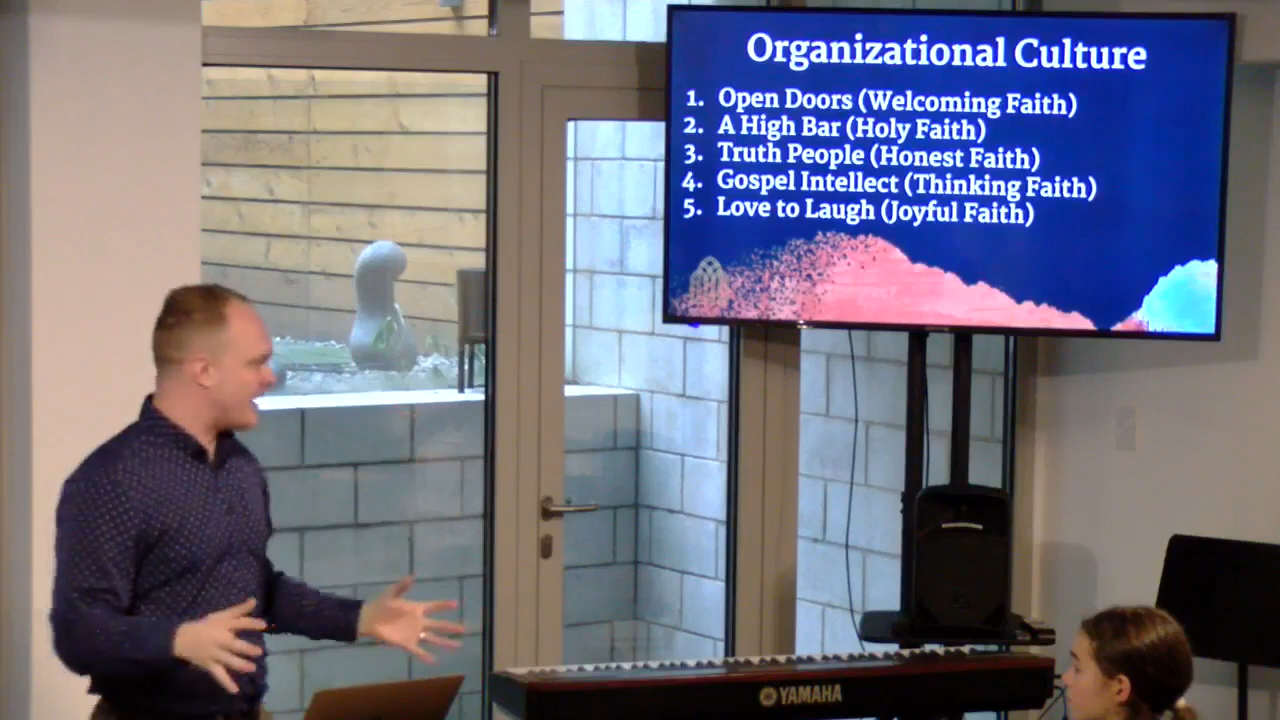 Organizational Culture
1. Open Doors (Welcoming Faith)
2. A High Bar (Holy Faith)
3. Truth People (Honest Faith)
4. Gospel Intellect (Thinking Faith)
5. Love to Laugh (Joyful Faith)
YAMAHA